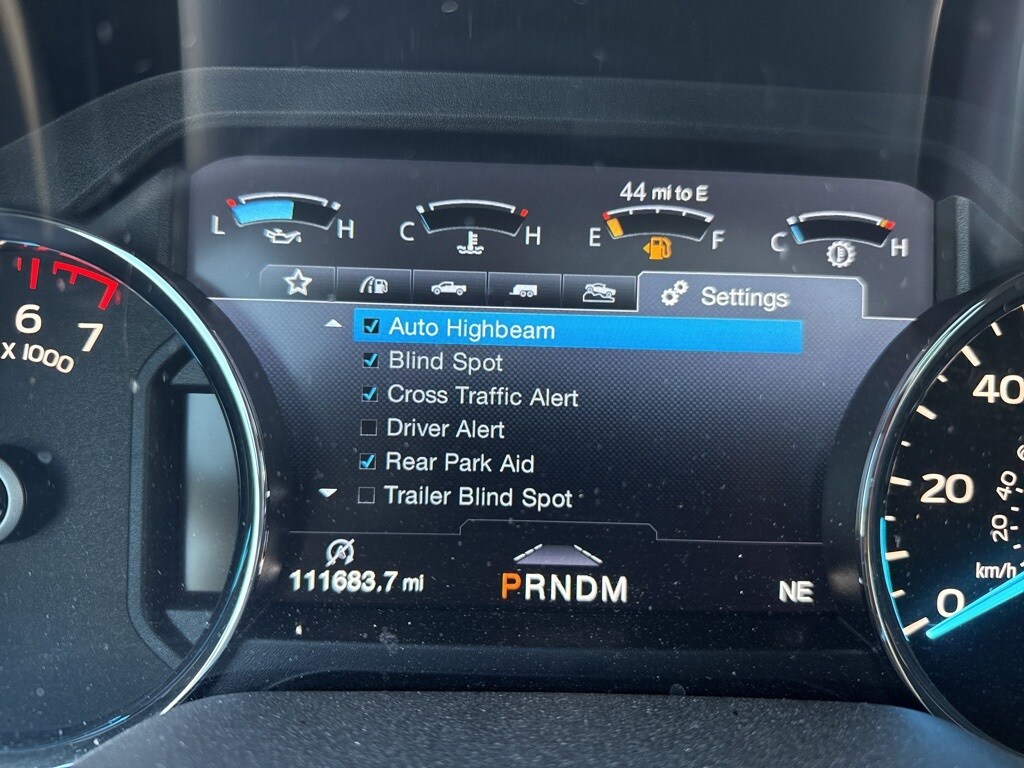 44 mi to E
L H C H E F C H
Settings
Auto Highbeam
Blind Spot
Cross Traffic Alert
Driver Alert
Rear Park Aid
Trailer Blind Spot
111683.7 mi
PRNDM
NE
6 7
X 1000
40
20
0
40
20
km/h